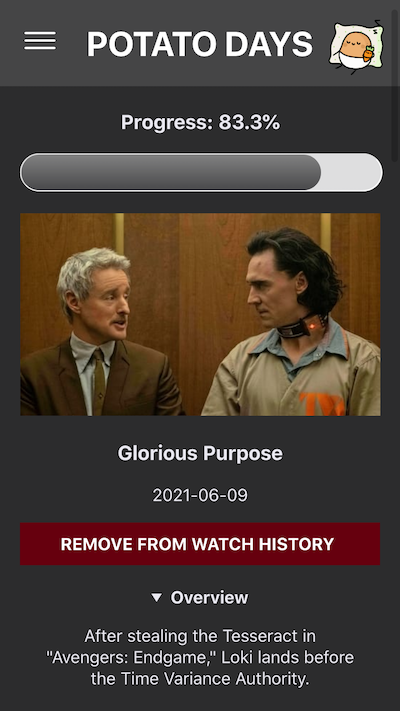 POTATO DAYS
Progress: 83.3%
Glorious Purpose
2021-06-09
REMOVE FROM WATCH HISTORY
▼ Overview
After stealing the Tesseract in
"Avengers: Endgame," Loki lands before
the Time Variance Authority.